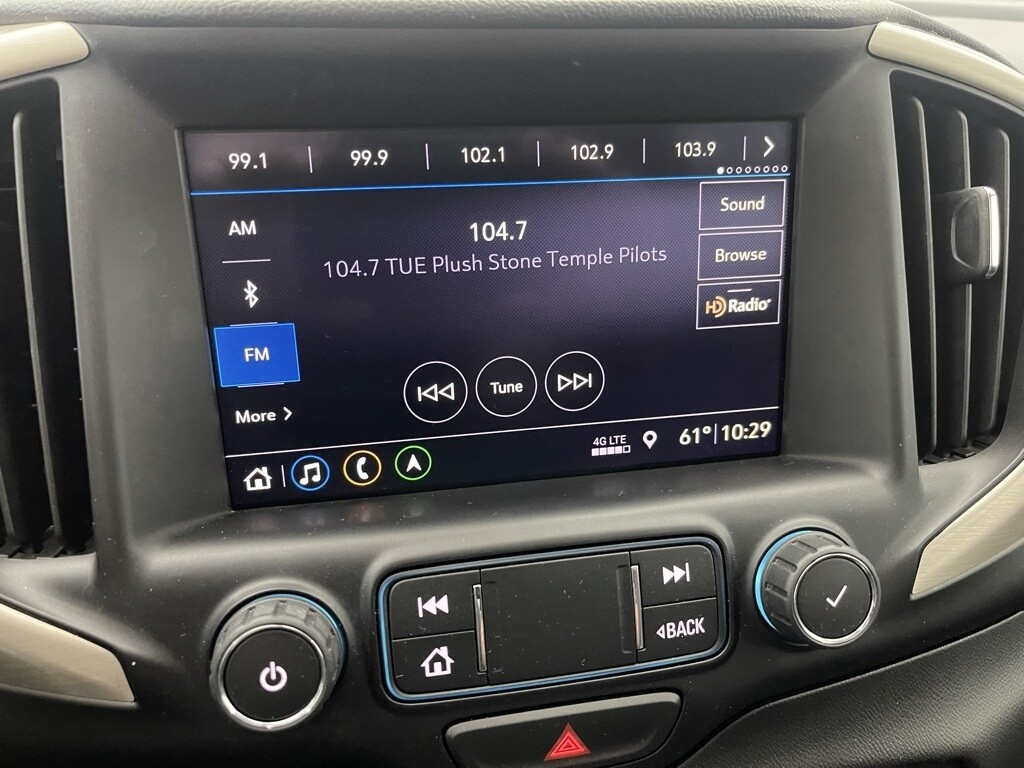 99.1 | 99.9 | 102.1 | 102.9 | 103.9
AM
104.7
Sound
104.7 TUE Plush Stone Temple Pilots
Browse
HD Radio
FM
Tune
More
4G LTE
61° | 10:29
BACK